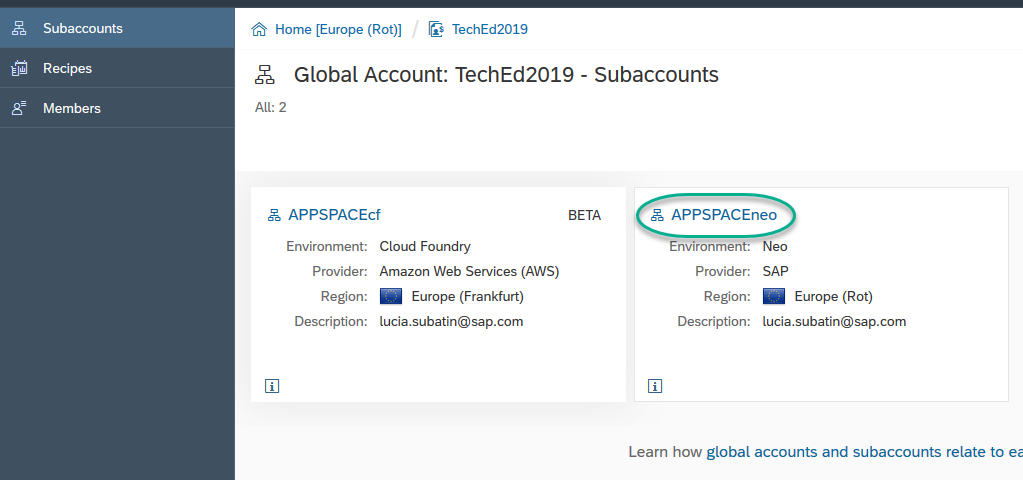 Subaccounts
Recipes
Members
Home [Europe (Rot)] / TechEd2019
Global Account: TechEd2019 - Subaccounts
All: 2
APPSPACEcf BETA
Environment: Cloud Foundry
Provider: Amazon Web Services (AWS)
Region: Europe (Frankfurt)
Description: lucia.subatin@sap.com
APPSPACEneo
Environment: Neo
Provider: SAP
Region: Europe (Rot)
Description: lucia.subatin@sap.com
Learn how global accounts and subaccounts relate to ea